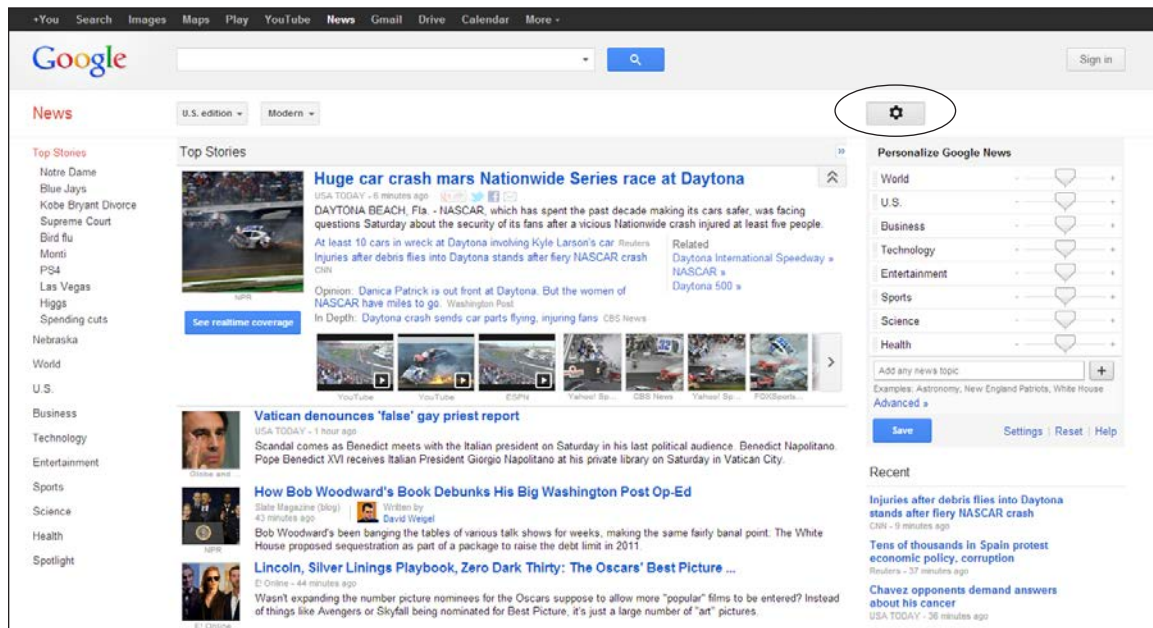 +You Search Images Maps Play YouTube News Gmail Drive Calendar More
Google
Sign in
News
U.S. edition
Modern
Top Stories
Notre Dame
Blue Jays
Kobe Bryant Divorce
Supreme Court
Bird flu
Monti
PS4
Las Vegas
Higgs
Spending cuts
Nebraska
World
U.S.
Business
Technology
Entertainment
Sports
Science
Health
Spotlight
Top Stories »
Huge car crash mars Nationwide Series race at Daytona
USA TODAY - 6 minutes ago
DAYTONA BEACH, Fla. - NASCAR, which has spent the past decade making its cars safer, was facing
questions Saturday about the security of its fans after a vicious Nationwide crash injured at least five people.
At least 10 cars in wreck at Daytona involving Kyle Larson's car Reuters
Injuries after debris flies into Daytona stands after fiery NASCAR crash
CNN
Opinion: Danica Patrick is out front at Daytona. But the women of
NASCAR have miles to go. Washington Post
In Depth: Daytona crash sends car parts flying, injuring fans CBS News
Related
Daytona International Speedway »
NASCAR »
Daytona 500 »
NPR
See realtime coverage
YouTube YouTube ESPN Yahoo! Sp... CBS News Yahoo! Sp... FOXSports...
Vatican denounces 'false' gay priest report
USA TODAY - 1 hour ago
Scandal comes as Benedict meets with the Italian president on Saturday in his last political audience. Benedict Napolitano.
Pope Benedict XVI receives Italian President Giorgio Napolitano at his private library on Saturday in Vatican City.
Globe and ...
How Bob Woodward's Book Debunks His Big Washington Post Op-Ed
Slate Magazine (blog)
43 minutes ago
Written by
David Weigel
Bob Woodward's been banging the tables of various talk shows for weeks, making the same fairly banal point. The White
House proposed sequestration as part of a package to raise the debt limit in 2011.
NPR
Lincoln, Silver Linings Playbook, Zero Dark Thirty: The Oscars' Best Picture ...
E! Online - 44 minutes ago
Wasn't expanding the number picture nominees for the Oscars suppose to allow more "popular" films to be entered? Instead
of things like Avengers or Skyfall being nominated for Best Picture, it's just a large number of "art" pictures.
E! Online
Personalize Google News
World - +
U.S. - +
Business - +
Technology - +
Entertainment - +
Sports - +
Science - +
Health - +
Add any news topic +
Examples: Astronomy, New England Patriots, White House
Advanced »
Save
Settings | Reset | Help
Recent
Injuries after debris flies into Daytona
stands after fiery NASCAR crash
CNN - 9 minutes ago
Tens of thousands in Spain protest
economic policy, corruption
Reuters - 37 minutes ago
Chavez opponents demand answers
about his cancer
USA TODAY - 36 minutes ago